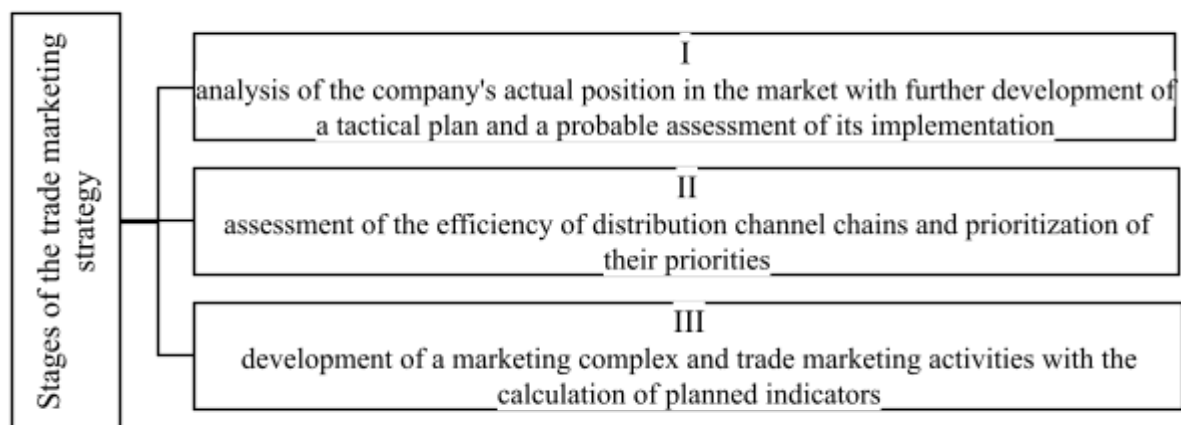 Stages of the trade marketing
strategy
I
analysis of the company's actual position in the market with further development of
a tactical plan and a probable assessment of its implementation
II
assessment of the efficiency of distribution channel chains and prioritization of
their priorities
III
development of a marketing complex and trade marketing activities with the
calculation of planned indicators